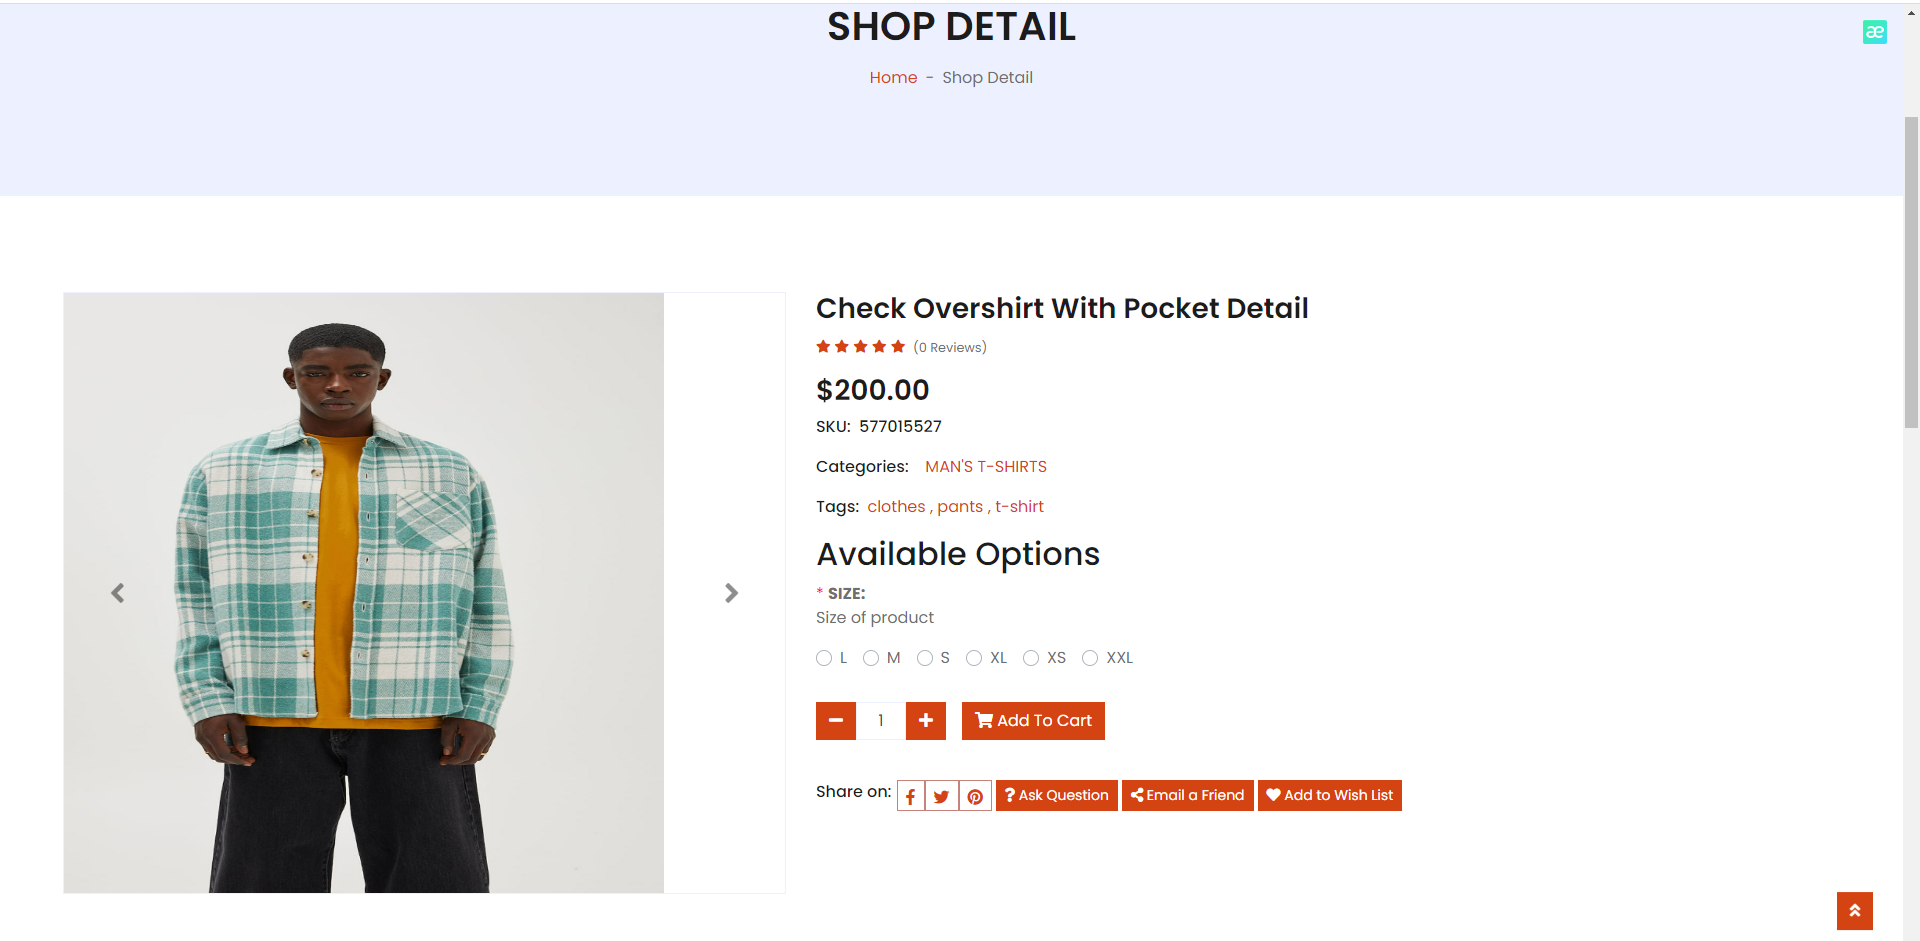 SHOP DETAIL
Home - Shop Detail
æ
Check Overshirt With Pocket Detail
(0 Reviews)
$200.00
SKU: 577015527
Categories: MAN'S T-SHIRTS
Tags: clothes , pants , t-shirt
Available Options
* SIZE:
Size of product
L M S XL XS XXL
1 Add To Cart
Share on: Ask Question Email a Friend Add to Wish List